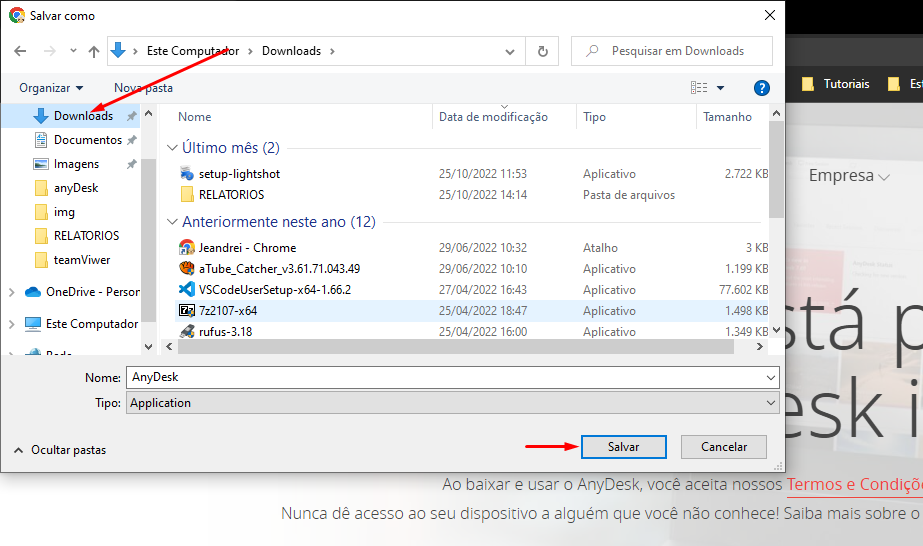 Salvar como
Este Computador > Downloads >
Pesquisar em Downloads
Organizar
Nova pasta
Downloads
Documentos
Imagens
anyDesk
img
RELATORIOS
teamViwer
OneDrive - Person
Este Computador
Rede
Nome Data de modificação Tipo Tamanho
Último mês (2)
setup-lightshot 25/10/2022 11:53 Aplicativo 2.722 KB
RELATORIOS 25/10/2022 14:14 Pasta de arquivos
Anteriormente neste ano (12)
Jeandrei - Chrome 29/06/2022 10:32 Atalho 3 KB
aTube_Catcher_v3.61.71.043.49 29/06/2022 10:10 Aplicativo 1.199 KB
VSCodeUserSetup-x64-1.66.2 27/04/2022 16:43 Aplicativo 77.602 KB
7z2107-x64 25/04/2022 18:47 Aplicativo 1.498 KB
rufus-3.18 25/04/2022 16:00 Aplicativo 1.349 KB
Nome: AnyDesk
Tipo: Application
Ocultar pastas
Salvar
Cancelar
Tutoriais
Est
Empresa
stá p
esk i
Ao baixar e usar o AnyDesk, você aceita nossos Termos e Condiçõe
Nunca dê acesso ao seu dispositivo a alguém que você não conhece! Saiba mais sobre o